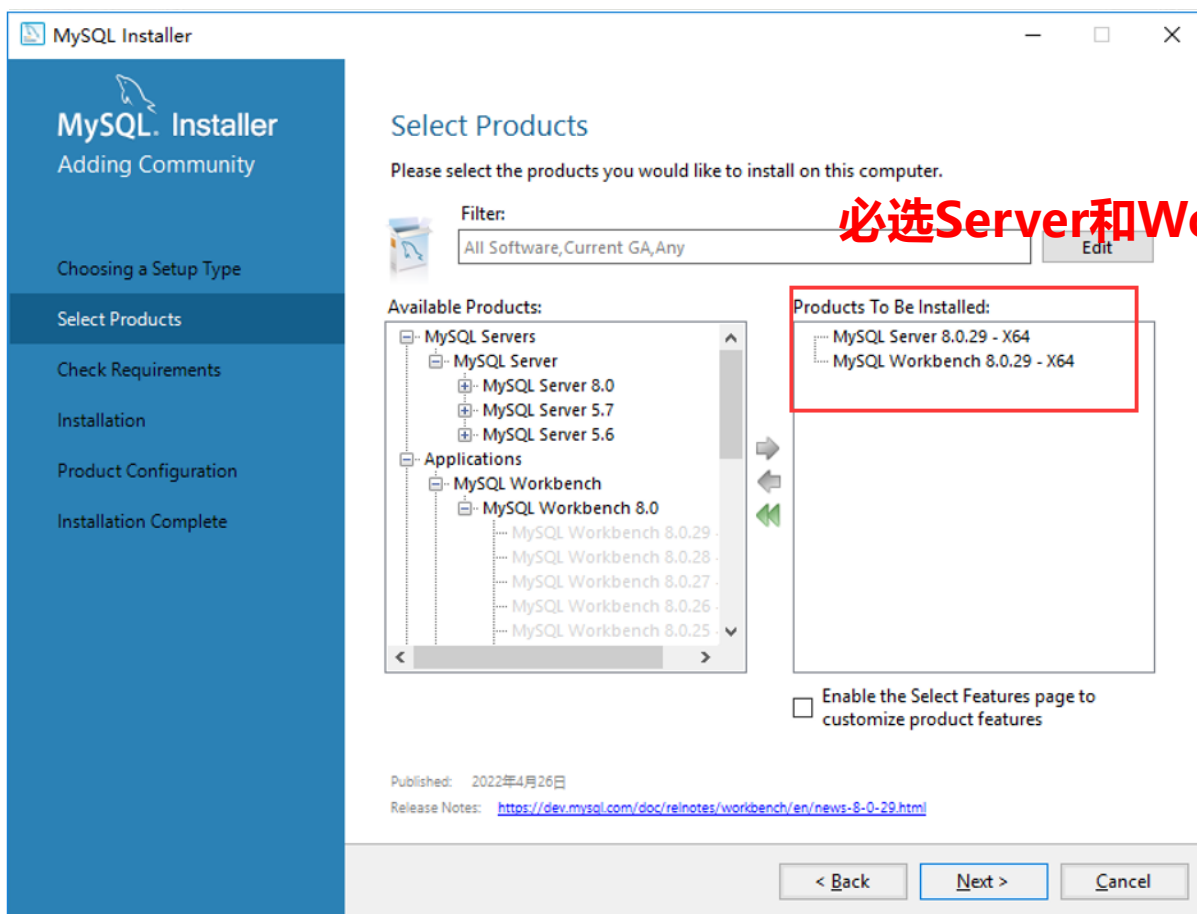 MySQL Installer
MySQL. Installer
Adding Community
Choosing a Setup Type
Select Products
Check Requirements
Installation
Product Configuration
Installation Complete
Select Products
Please select the products you would like to install on this computer.
必选Server和Wo
Filter:
All Software,Current GA,Any
Edit
Available Products:
MySQL Servers
MySQL Server
MySQL Server 8.0
MySQL Server 5.7
MySQL Server 5.6
Applications
MySQL Workbench
MySQL Workbench 8.0
MySQL Workbench 8.0.29 -
MySQL Workbench 8.0.28 -
MySQL Workbench 8.0.27 -
MySQL Workbench 8.0.26 -
MySQL Workbench 8.0.25 -
Products To Be Installed:
MySQL Server 8.0.29 - X64
MySQL Workbench 8.0.29 - X64
Enable the Select Features page to
customize product features
Published: 2022年4月26日
Release Notes: https://dev.mysql.com/doc/relnotes/workbench/en/news-8-0-29.html
< Back
Next >
Cancel